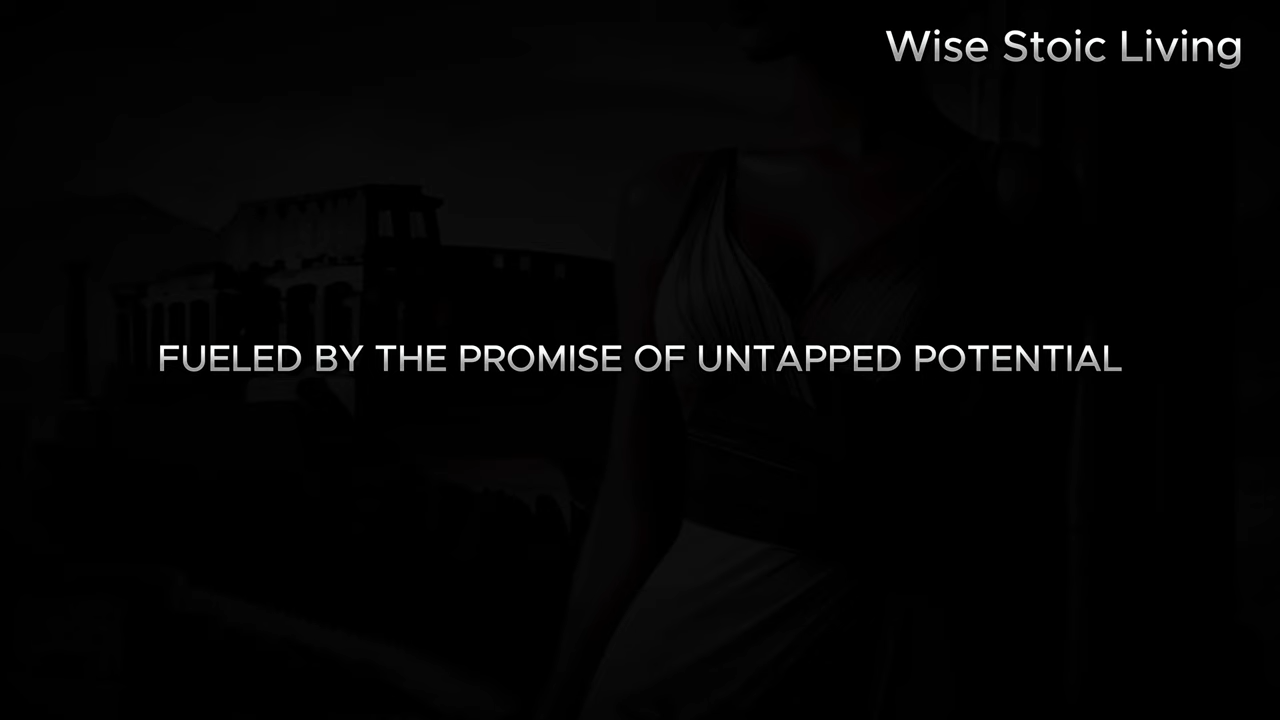 Wise Stoic Living
FUELED BY THE PROMISE OF UNTAPPED POTENTIAL